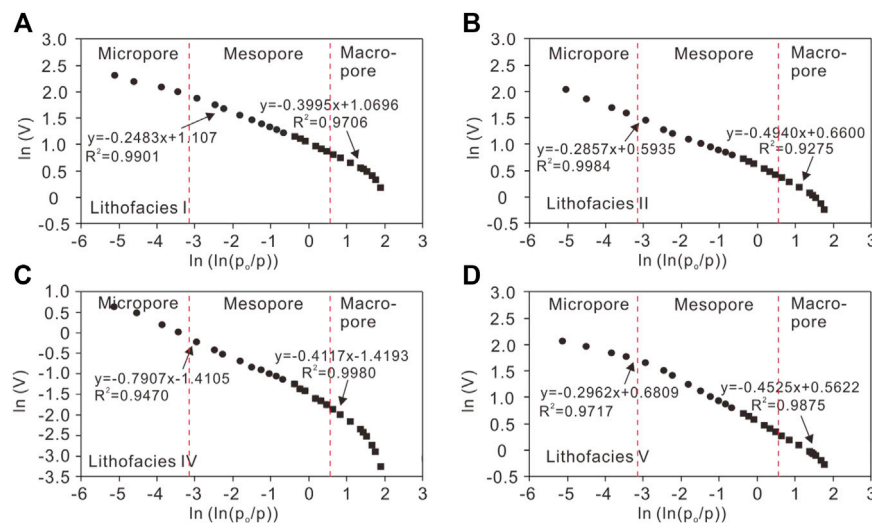 A
Micropore
Mesopore
Macro-
pore
ln (V)
3.0
2.5
2.0
1.5
1.0
0.5
0
-0.5
y=-0.3995x+1.0696
R²=0.9706
y=-0.2483x+1.107
R²=0.9901
Lithofacies I
-6 -5 -4 -3 -2 -1 0 1 2 3
ln (ln(pₒ/p))
B
Micropore
Mesopore
Macro-
pore
ln (V)
3.0
2.5
2.0
1.5
1.0
0.5
0
-0.5
y=-0.4940x+0.6600
R²=0.9275
y=-0.2857x+0.5935
R²=0.9984
Lithofacies II
-6 -5 -4 -3 -2 -1 0 1 2 3
ln (ln(pₒ/p))
C
Micropore
Mesopore
Macro-
pore
ln (V)
1.0
0.5
0
-0.5
-1.0
-1.5
-2.0
-2.5
-3.0
-3.5
y=-0.4117x-1.4193
R²=0.9980
y=-0.7907x-1.4105
R²=0.9470
Lithofacies IV
-6 -5 -4 -3 -2 -1 0 1 2 3
ln (ln(pₒ/p))
D
Micropore
Mesopore
Macro-
pore
ln (V)
3.0
2.5
2.0
1.5
1.0
0.5
0
-0.5
y=-0.4525x+0.5622
R²=0.9875
y=-0.2962x+0.6809
R²=0.9717
Lithofacies V
-6 -5 -4 -3 -2 -1 0 1 2 3
ln (ln(pₒ/p))